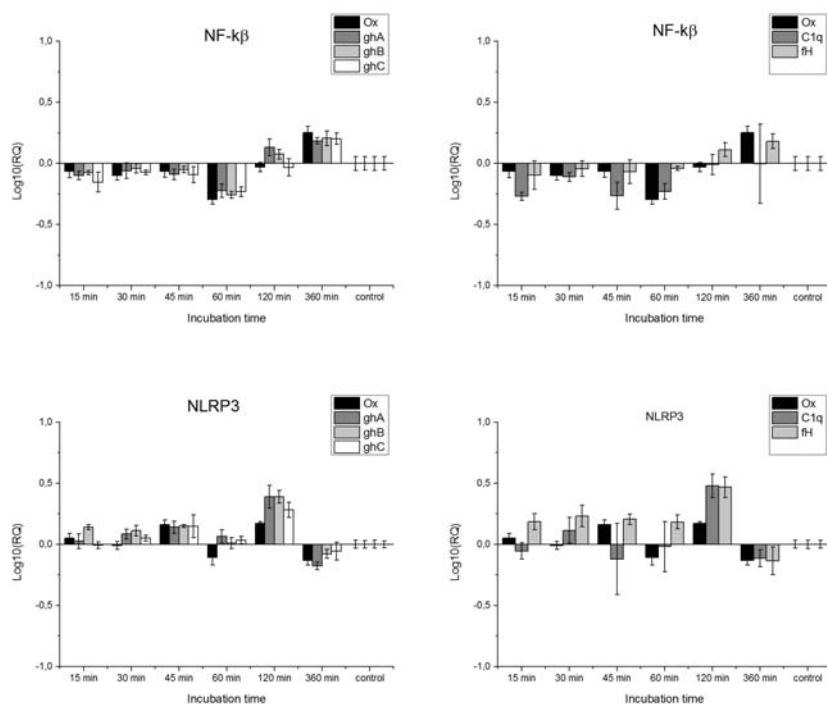 NF-kβ
Ox
ghA
ghB
ghC
1,0
0,5
0,0
-0,5
-1,0
Log10(RQ)
15 min
30 min
45 min
60 min
120 min
360 min
control
Incubation time
NF-kβ
Ox
C1q
fH
1,0
0,5
0,0
-0,5
-1,0
Log10(RQ)
15 min
30 min
45 min
60 min
120 min
360 min
control
Incubation time
NLRP3
Ox
ghA
ghB
ghC
1,0
0,5
0,0
-0,5
-1,0
Log10(RQ)
15 min
30 min
45 min
60 min
120 min
360 min
control
Incubation time
NLRP3
Ox
C1q
fH
1,0
0,5
0,0
-0,5
-1,0
Log10(RQ)
15 min
30 min
45 min
60 min
120 min
360 min
control
Incubation time